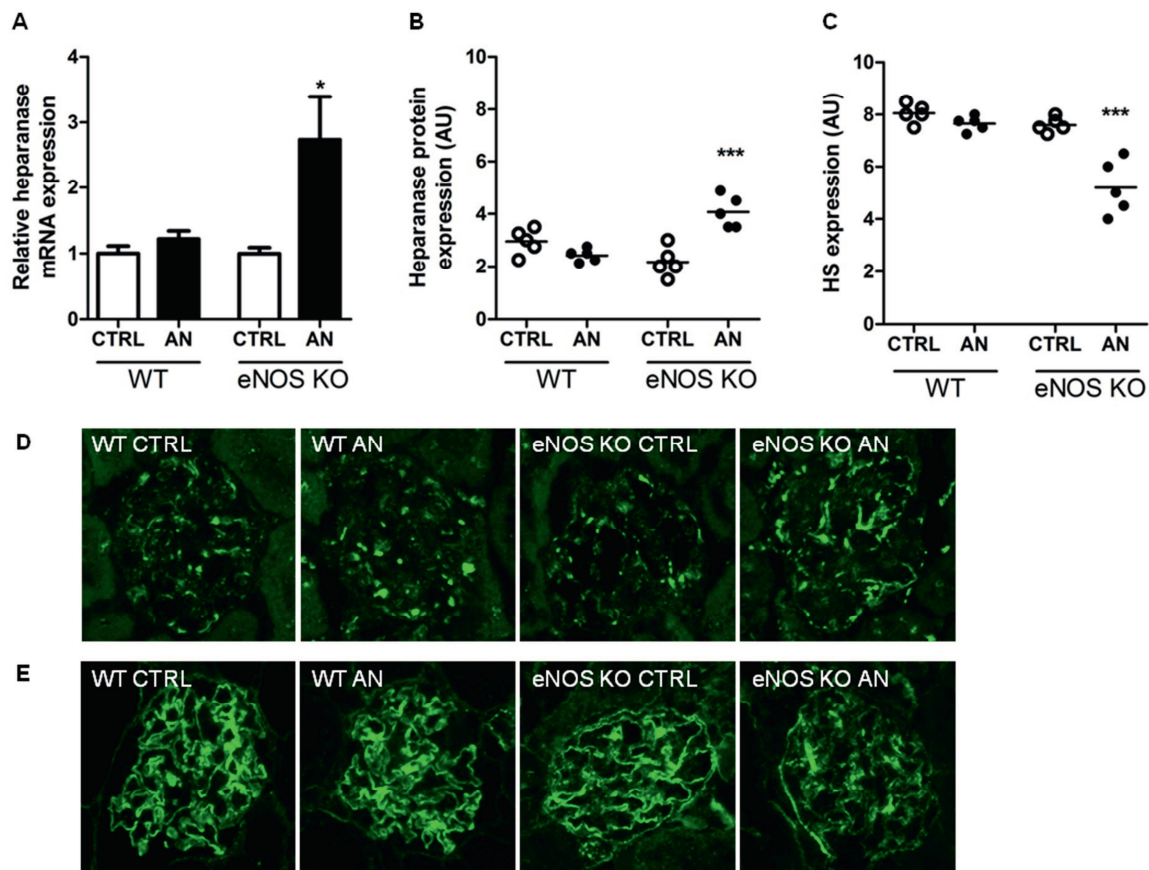 A
Relative heparanase
mRNA expression
4
3
2
1
0
*
CTRL AN CTRL AN
WT eNOS KO
B
Heparanase protein
expression (AU)
10
8
6
4
2
0
***
CTRL AN CTRL AN
WT eNOS KO
C
HS expression (AU)
10
8
6
4
2
0
***
CTRL AN CTRL AN
WT eNOS KO
D
WT CTRL WT AN eNOS KO CTRL eNOS KO AN
E
WT CTRL WT AN eNOS KO CTRL eNOS KO AN